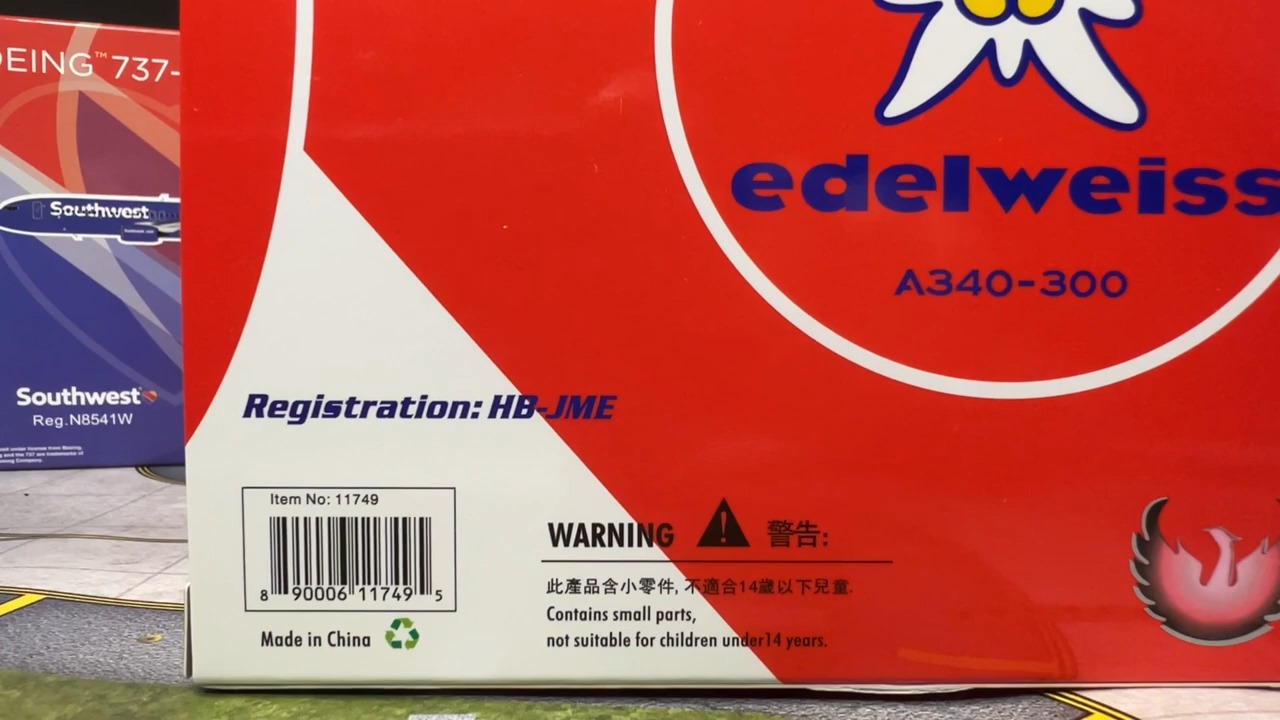 BOEING™ 737-
Southwest
Southwest
Reg.N8541W
edelweiss
A340-300
Registration: HB-JME
Item No: 11749
8 90006 11749 5
Made in China
WARNING 警告:
此產品含小零件, 不適合14歲以下兒童.
Contains small parts,
not suitable for children under14 years.